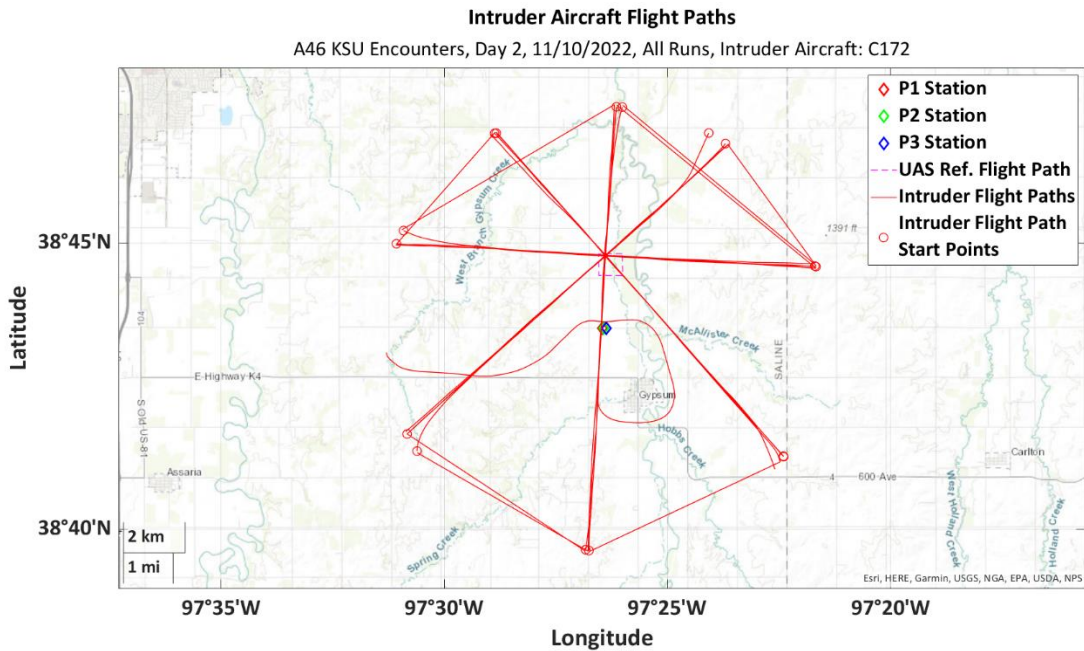 Intruder Aircraft Flight Paths
A46 KSU Encounters, Day 2, 11/10/2022, All Runs, Intruder Aircraft: C172
P1 Station
P2 Station
P3 Station
UAS Ref. Flight Path
Intruder Flight Paths
Intruder Flight Path
Start Points
West Branch Gypsum Creek
1391 ft
38°45'N
Latitude
104
McAllister Creek
SALINE
E Highway K4
Gypsum
S Old US-81
Hobbs Creek
Assaria
Carlton
4
600 Ave
West Holland Creek
Holland Creek
Spring Creek
38°40'N
2 km
1 mi
Esri, HERE, Garmin, USGS, NGA, EPA, USDA, NPS
97°35'W
97°30'W
97°25'W
97°20'W
Longitude